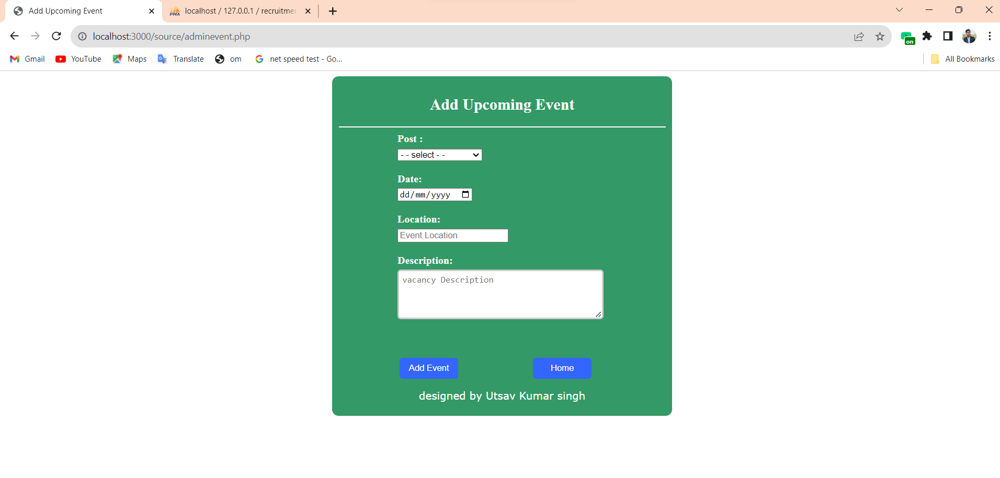 Add Upcoming Event
localhost / 127.0.0.1 / recruitmen
localhost:3000/source/adminevent.php
on
Gmail YouTube Maps Translate om net speed test - Go... All Bookmarks
Add Upcoming Event
Post :
- - select - -
Date:
dd/mm/yyyy
Location:
Event Location
Description:
vacancy Description
Add Event Home
designed by Utsav Kumar singh